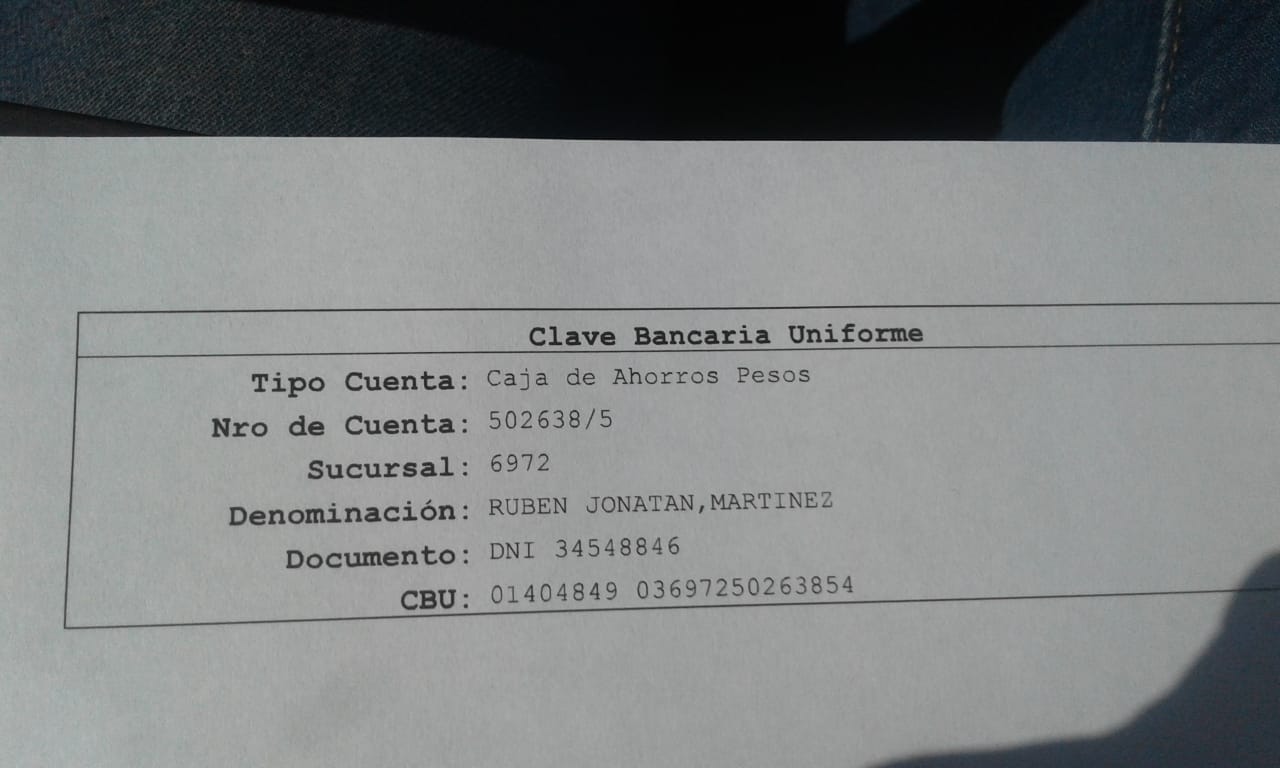 Clave Bancaria Uniforme
Tipo Cuenta: Caja de Ahorros Pesos
Nro de Cuenta: 502638/5
Sucursal: 6972
Denominación: RUBEN JONATAN,MARTINEZ
Documento: DNI 34548846
CBU: 01404849 03697250263854